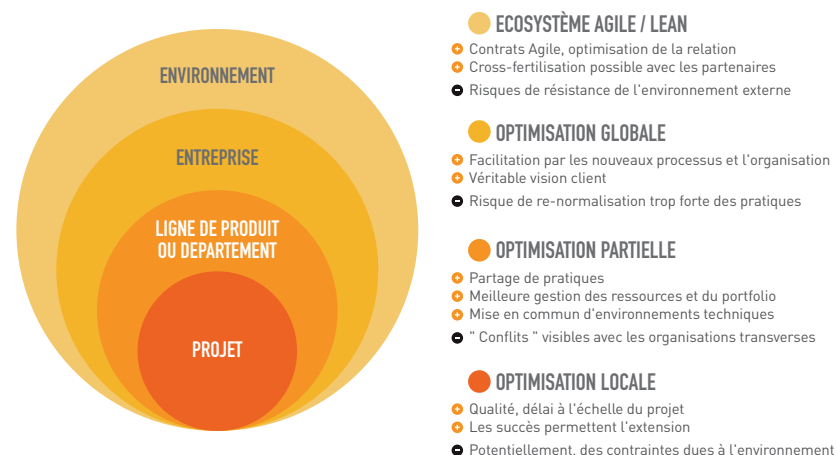 ENVIRONNEMENT
ENTREPRISE
LIGNE DE PRODUIT
OU DEPARTEMENT
PROJET
ECOSYSTÈME AGILE / LEAN
Contrats Agile, optimisation de la relation
Cross-fertilisation possible avec les partenaires
Risques de résistance de l'environnement externe
OPTIMISATION GLOBALE
Facilitation par les nouveaux processus et l'organisation
Véritable vision client
Risque de re-normalisation trop forte des pratiques
OPTIMISATION PARTIELLE
Partage de pratiques
Meilleure gestion des ressources et du portfolio
Mise en commun d'environnements techniques
" Conflits " visibles avec les organisations transverses
OPTIMISATION LOCALE
Qualité, délai à l'échelle du projet
Les succès permettent l'extension
Potentiellement, des contraintes dues à l'environnement